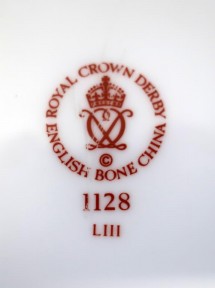 ROYAL CROWN DERBY
ENGLISH BONE CHINA
©
1128
LIII